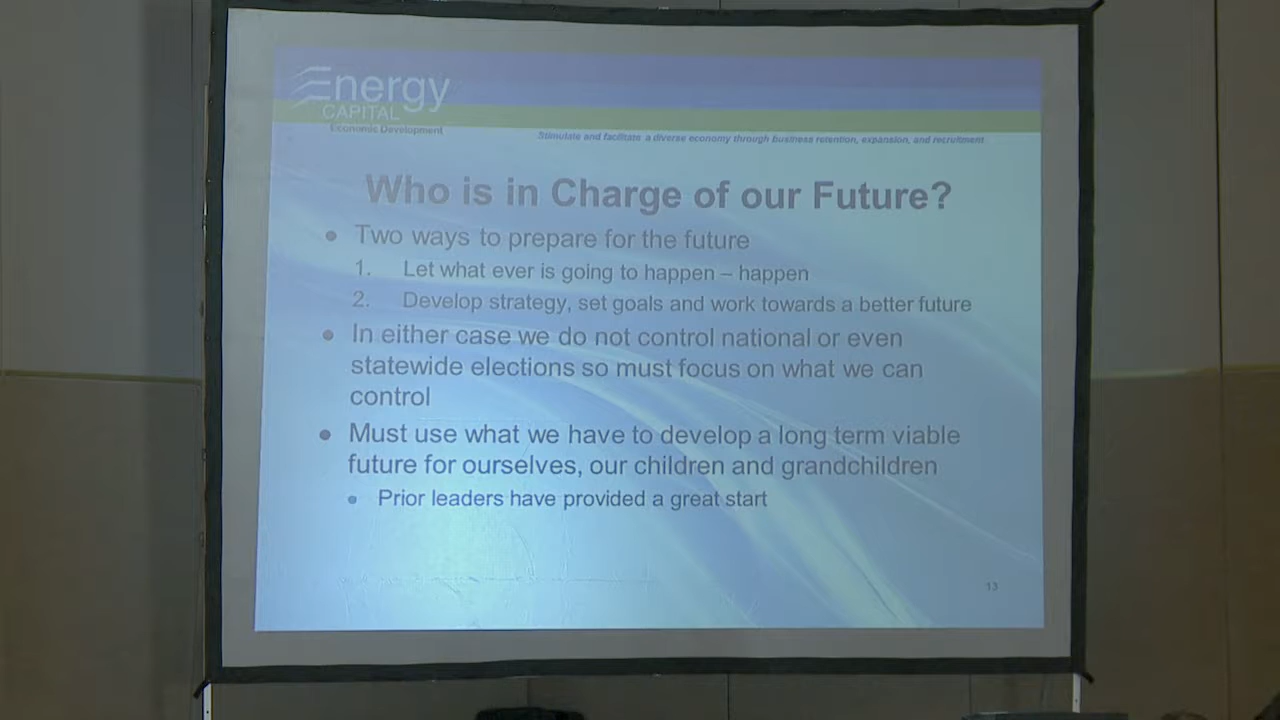 Energy
CAPITAL
Economic Development
Stimulate and facilitate a diverse economy through business retention, expansion, and recruitment
Who is in Charge of our Future?
• Two ways to prepare for the future
1. Let what ever is going to happen – happen
2. Develop strategy, set goals and work towards a better future
• In either case we do not control national or even
statewide elections so must focus on what we can
control
• Must use what we have to develop a long term viable
future for ourselves, our children and grandchildren
• Prior leaders have provided a great start
13